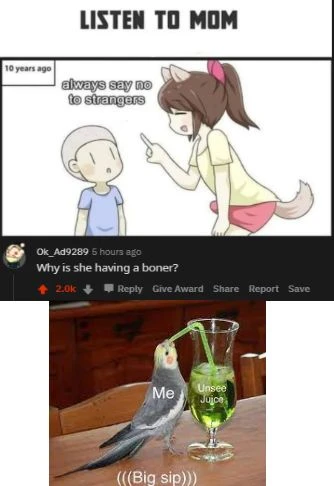 LISTEN TO MOM
10 years ago
always say no
to strangers
Ok_Ad9289 5 hours ago
Why is she having a boner?
2.0k Reply Give Award Share Report Save
Me
Unsee
Juice
(((Big sip)))